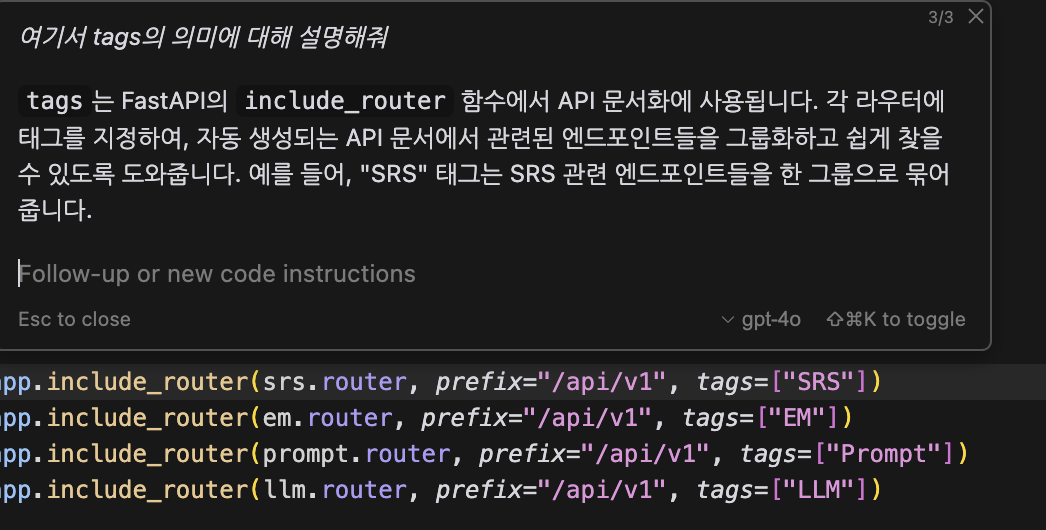 3/3
여기서 tags의 의미에 대해 설명해줘
tags 는 FastAPI의 include_router 함수에서 API 문서화에 사용됩니다. 각 라우터에
태그를 지정하여, 자동 생성되는 API 문서에서 관련된 엔드포인트들을 그룹화하고 쉽게 찾을
수 있도록 도와줍니다. 예를 들어, "SRS" 태그는 SRS 관련 엔드포인트들을 한 그룹으로 묶어
줍니다.
Follow-up or new code instructions
Esc to close gpt-4o ⇧⌘K to toggle
pp.include_router(srs.router, prefix="/api/v1", tags=["SRS"])
pp.include_router(em.router, prefix="/api/v1", tags=["EM"])
pp.include_router(prompt.router, prefix="/api/v1", tags=["Prompt"])
pp.include_router(llm.router, prefix="/api/v1", tags=["LLM"])